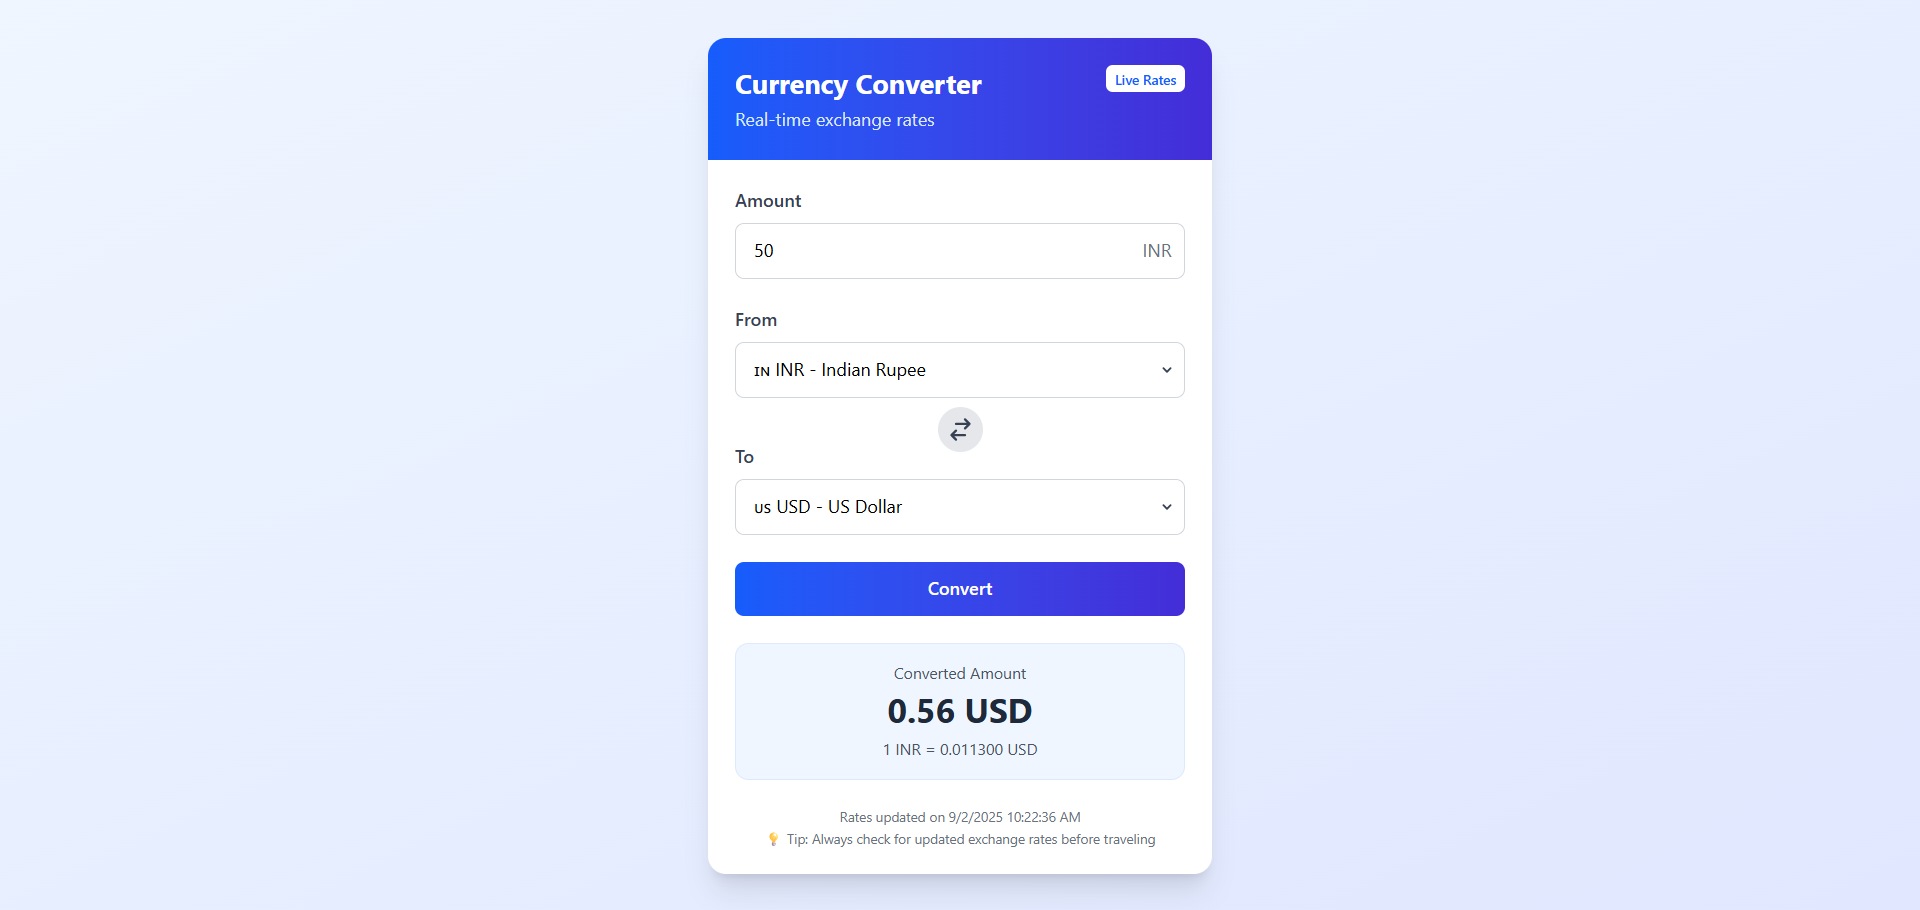 Currency Converter
Live Rates
Real-time exchange rates
Amount
50 INR
From
ɪɴ INR - Indian Rupee
To
us USD - US Dollar
Convert
Converted Amount
0.56 USD
1 INR = 0.011300 USD
Rates updated on 9/2/2025 10:22:36 AM
💡 Tip: Always check for updated exchange rates before traveling